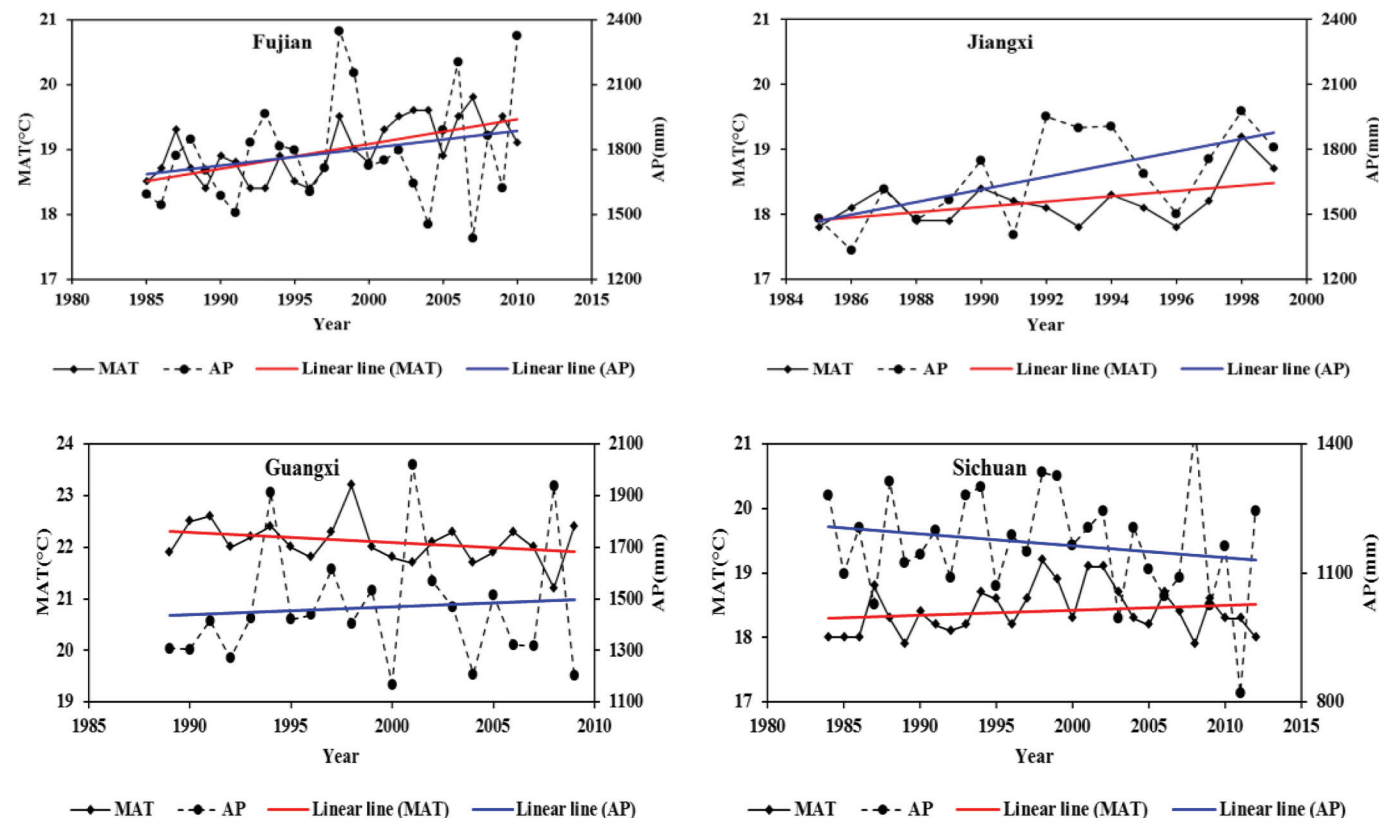 Fujian
MAT(°C)
21
20
19
18
17
2400
2100
1800
1500
1200
AP(mm)
1980 1985 1990 1995 2000 2005 2010 2015
Year
MAT AP Linear line (MAT) Linear line (AP)
Jiangxi
MAT(°C)
21
20
19
18
17
2400
2100
1800
1500
1200
AP(mm)
1984 1986 1988 1990 1992 1994 1996 1998 2000
Year
MAT AP Linear line (MAT) Linear line (AP)
Guangxi
MAT(°C)
24
23
22
21
20
19
2100
1900
1700
1500
1300
1100
AP(mm)
1985 1990 1995 2000 2005 2010
Year
MAT AP Linear line (MAT) Linear line (AP)
Sichuan
MAT(°C)
21
20
19
18
17
1400
1100
800
AP(mm)
1980 1985 1990 1995 2000 2005 2010 2015
Year
MAT AP Linear line (MAT) Linear line (AP)